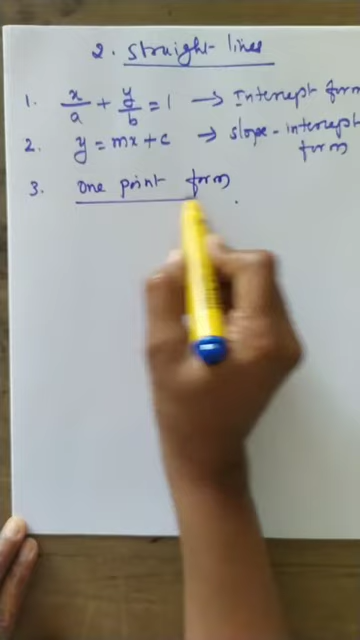 2. Straight lines
1. x/a + y/b = 1 → Intercept form
2. y = mx + c → slope-intercept form
3. one point form